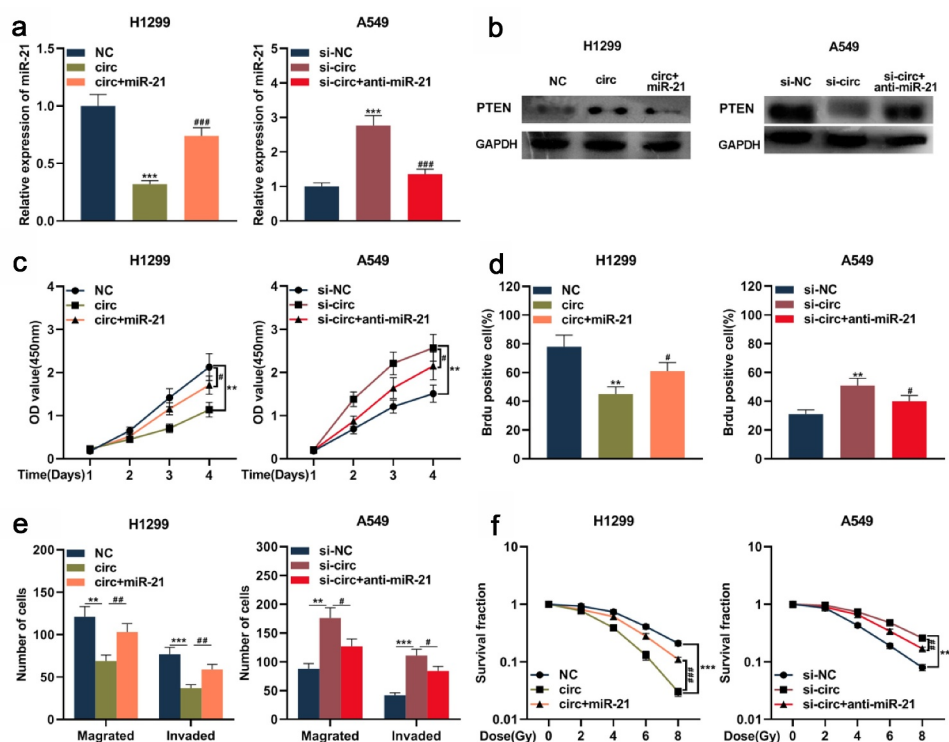 a
H1299
Relative expression of miR-21
1.5
1.0
0.5
0.0
NC
circ
circ+miR-21
***
###
A549
Relative expression of miR-21
5
4
3
2
1
0
si-NC
si-circ
si-circ+anti-miR-21
***
###
b
H1299
NC
circ
circ+
miR-21
PTEN
GAPDH
A549
si-NC
si-circ
si-circ+
anti-miR-21
PTEN
GAPDH
c
H1299
OD value(450nm)
4
3
2
1
0
NC
circ
circ+miR-21
#
**
Time(Days) 1 2 3 4
A549
OD value(450nm)
4
3
2
1
0
si-NC
si-circ
si-circ+anti-miR-21
#
**
Time(Days) 1 2 3 4
d
H1299
Brdu positive cell(%)
100
80
60
40
20
0
NC
circ
circ+miR-21
**
#
A549
Brdu positive cell(%)
100
80
60
40
20
0
si-NC
si-circ
si-circ+anti-miR-21
**
#
e
H1299
Number of cells
200
150
100
50
0
NC
circ
circ+miR-21
** ##
*** ##
Magrated Invaded
A549
Number of cells
300
250
200
150
100
50
0
si-NC
si-circ
si-circ+anti-miR-21
** #
*** #
Magrated Invaded
f
H1299
Survival fraction
10
1
0.1
0.01
NC
circ
circ+miR-21
###
***
Dose(Gy) 0 2 4 6 8
A549
Survival fraction
10
1
0.1
0.01
si-NC
si-circ
si-circ+anti-miR-21
##
**
Dose(Gy) 0 2 4 6 8